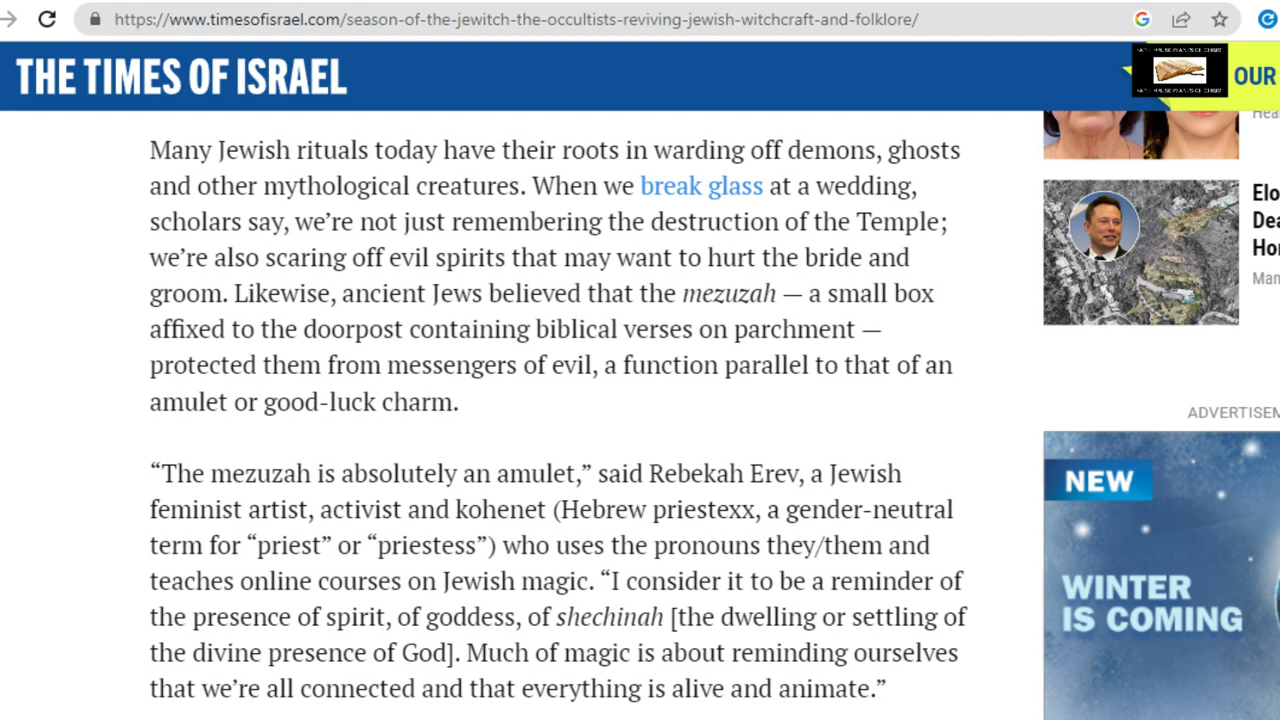 https://www.timesofisrael.com/season-of-the-jewitch-the-occultists-reviving-jewish-witchcraft-and-folklore/
THE TIMES OF ISRAEL
OUR
Many Jewish rituals today have their roots in warding off demons, ghosts
and other mythological creatures. When we break glass at a wedding,
scholars say, we’re not just remembering the destruction of the Temple;
we’re also scaring off evil spirits that may want to hurt the bride and
groom. Likewise, ancient Jews believed that the mezuzah — a small box
affixed to the doorpost containing biblical verses on parchment —
protected them from messengers of evil, a function parallel to that of an
amulet or good-luck charm.
“The mezuzah is absolutely an amulet,” said Rebekah Erev, a Jewish
feminist artist, activist and kohenet (Hebrew priestexx, a gender-neutral
term for “priest” or “priestess”) who uses the pronouns they/them and
teaches online courses on Jewish magic. “I consider it to be a reminder of
the presence of spirit, of goddess, of shechinah [the dwelling or settling of
the divine presence of God]. Much of magic is about reminding ourselves
that we’re all connected and that everything is alive and animate.”
Hea
Elo
Dea
Hor
Man
ADVERTISEM
NEW
WINTER
IS COMING